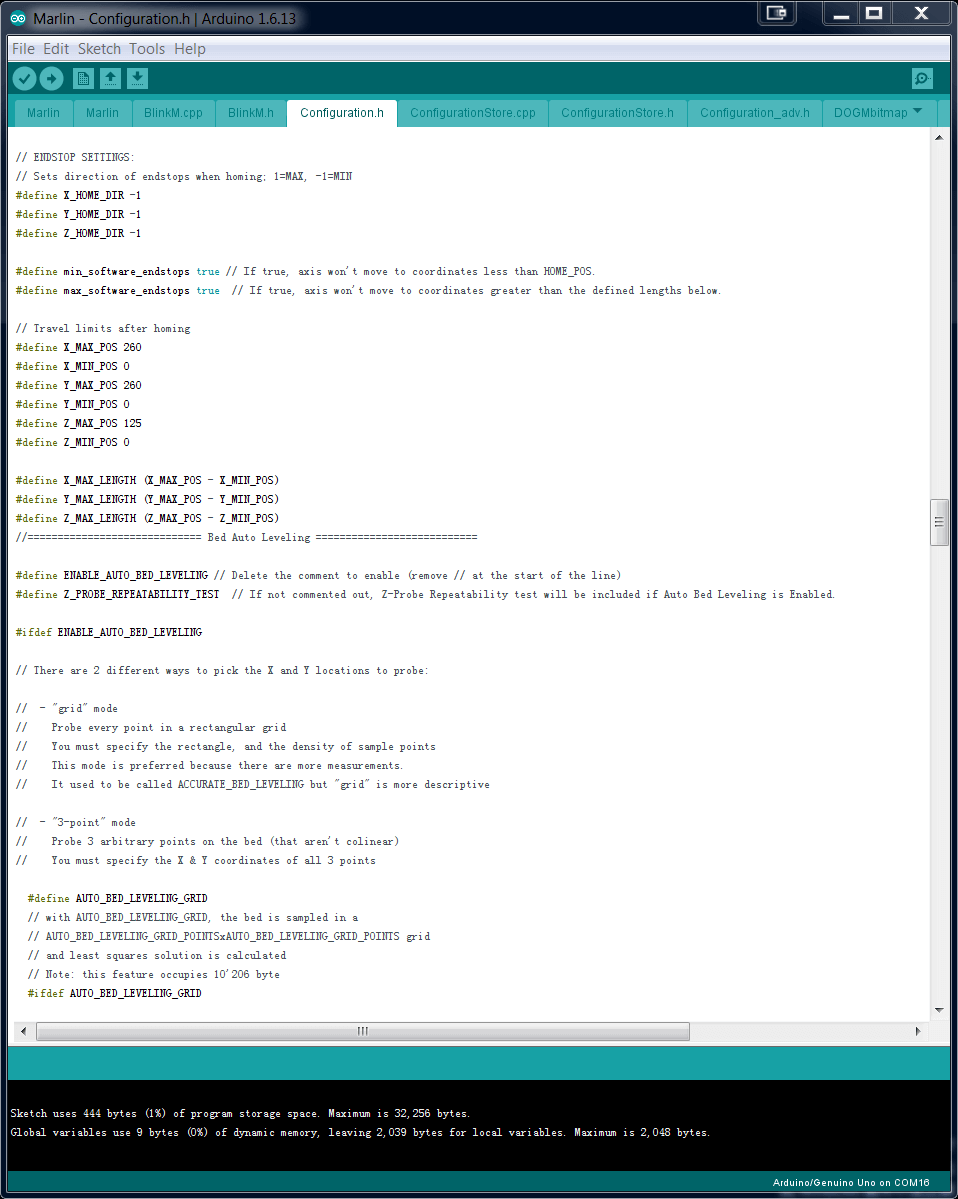 Marlin - Configuration.h | Arduino 1.6.13
File Edit Sketch Tools Help
Marlin Marlin BlinkM.cpp BlinkM.h Configuration.h ConfigurationStore.cpp ConfigurationStore.h Configuration_adv.h DOGMbitmap
// ENDSTOP SETTINGS:
// Sets direction of endstops when homing; 1=MAX, -1=MIN
#define X_HOME_DIR -1
#define Y_HOME_DIR -1
#define Z_HOME_DIR -1
#define min_software_endstops true // If true, axis won't move to coordinates less than HOME_POS.
#define max_software_endstops true  // If true, axis won't move to coordinates greater than the defined lengths below.
// Travel limits after homing
#define X_MAX_POS 260
#define X_MIN_POS 0
#define Y_MAX_POS 260
#define Y_MIN_POS 0
#define Z_MAX_POS 125
#define Z_MIN_POS 0
#define X_MAX_LENGTH (X_MAX_POS - X_MIN_POS)
#define Y_MAX_LENGTH (Y_MAX_POS - Y_MIN_POS)
#define Z_MAX_LENGTH (Z_MAX_POS - Z_MIN_POS)
//============================= Bed Auto Leveling ===========================
#define ENABLE_AUTO_BED_LEVELING // Delete the comment to enable (remove // at the start of the line)
#define Z_PROBE_REPEATABILITY_TEST  // If not commented out, Z-Probe Repeatability test will be included if Auto Bed Leveling is Enabled.
#ifdef ENABLE_AUTO_BED_LEVELING
// There are 2 different ways to pick the X and Y locations to probe:
//  - "grid" mode
//    Probe every point in a rectangular grid
//    You must specify the rectangle, and the density of sample points
//    This mode is preferred because there are more measurements.
//    It used to be called ACCURATE_BED_LEVELING but "grid" is more descriptive
//  - "3-point" mode
//    Probe 3 arbitrary points on the bed (that aren't colinear)
//    You must specify the X & Y coordinates of all 3 points
#define AUTO_BED_LEVELING_GRID
// with AUTO_BED_LEVELING_GRID, the bed is sampled in a
// AUTO_BED_LEVELING_GRID_POINTSxAUTO_BED_LEVELING_GRID_POINTS grid
// and least squares solution is calculated
// Note: this feature occupies 10'206 byte
#ifdef AUTO_BED_LEVELING_GRID
Sketch uses 444 bytes (1%) of program storage space. Maximum is 32,256 bytes.
Global variables use 9 bytes (0%) of dynamic memory, leaving 2,039 bytes for local variables. Maximum is 2,048 bytes.
Arduino/Genuino Uno on COM16